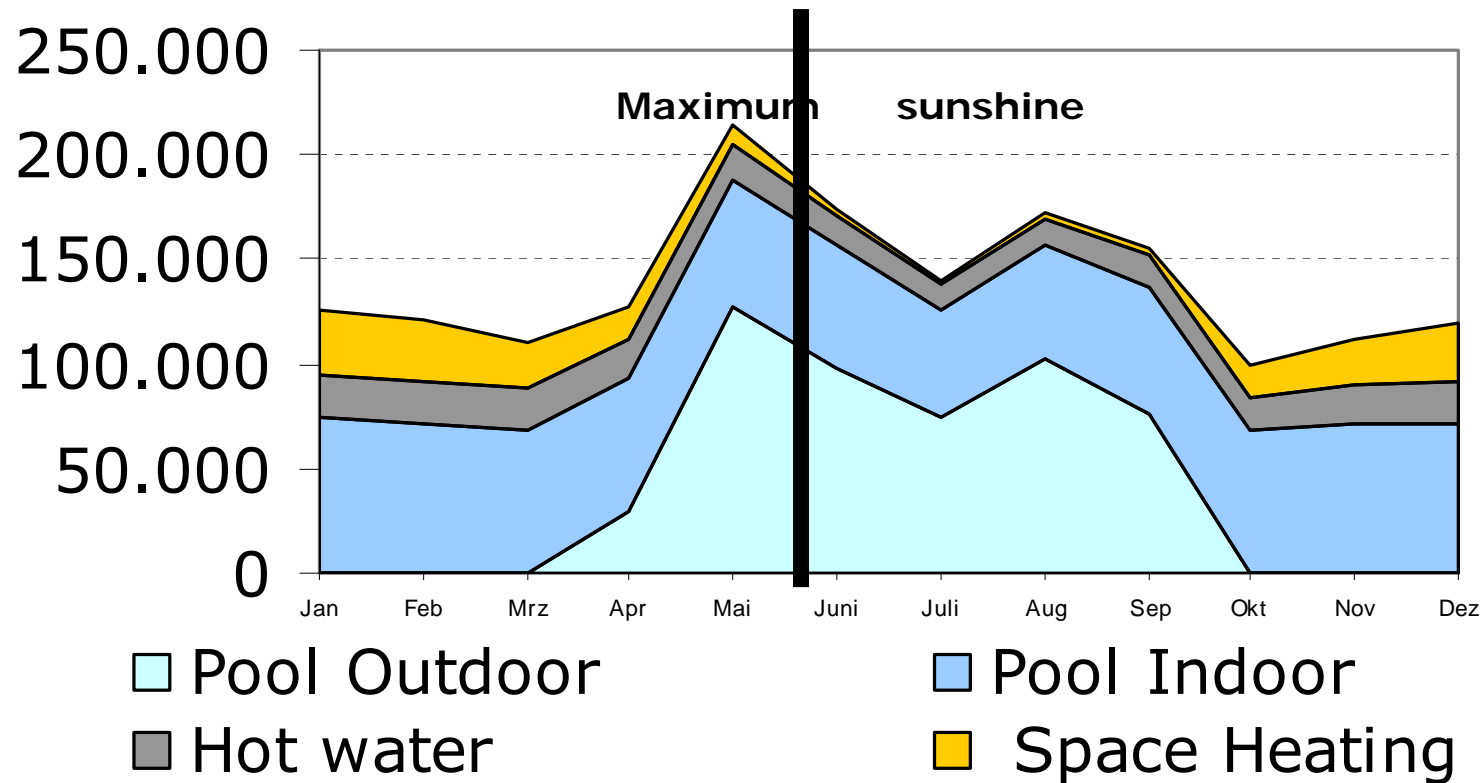 250.000
Maximum sunshine
200.000
150.000
100.000
50.000
0
Jan Feb Mrz Apr Mai Juni Juli Aug Sep Okt Nov Dez
Pool Outdoor Pool Indoor
Hot water Space Heating